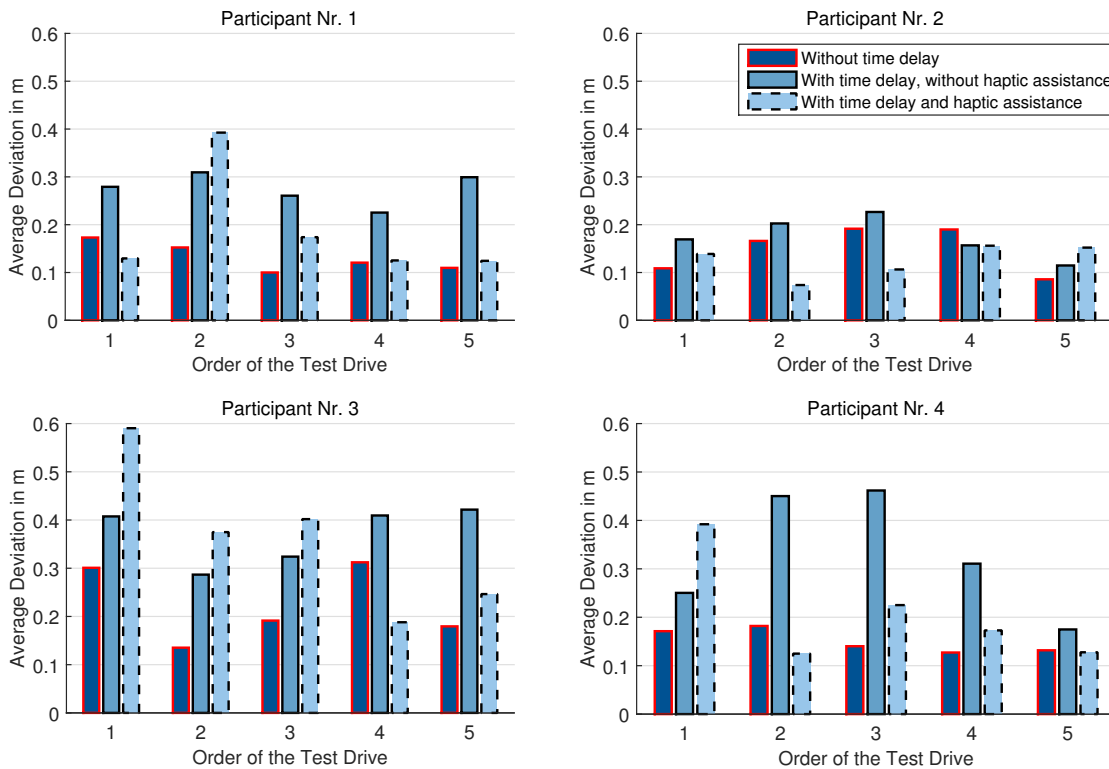 Participant Nr. 1
0.6
0.5
0.4
0.3
0.2
0.1
0
Average Deviation in m
1 2 3 4 5
Order of the Test Drive
Participant Nr. 2
Without time delay
With time delay, without haptic assistance
With time delay and haptic assistance
0.6
0.5
0.4
0.3
0.2
0.1
0
Average Deviation in m
1 2 3 4 5
Order of the Test Drive
Participant Nr. 3
0.6
0.5
0.4
0.3
0.2
0.1
0
Average Deviation in m
1 2 3 4 5
Order of the Test Drive
Participant Nr. 4
0.6
0.5
0.4
0.3
0.2
0.1
0
Average Deviation in m
1 2 3 4 5
Order of the Test Drive